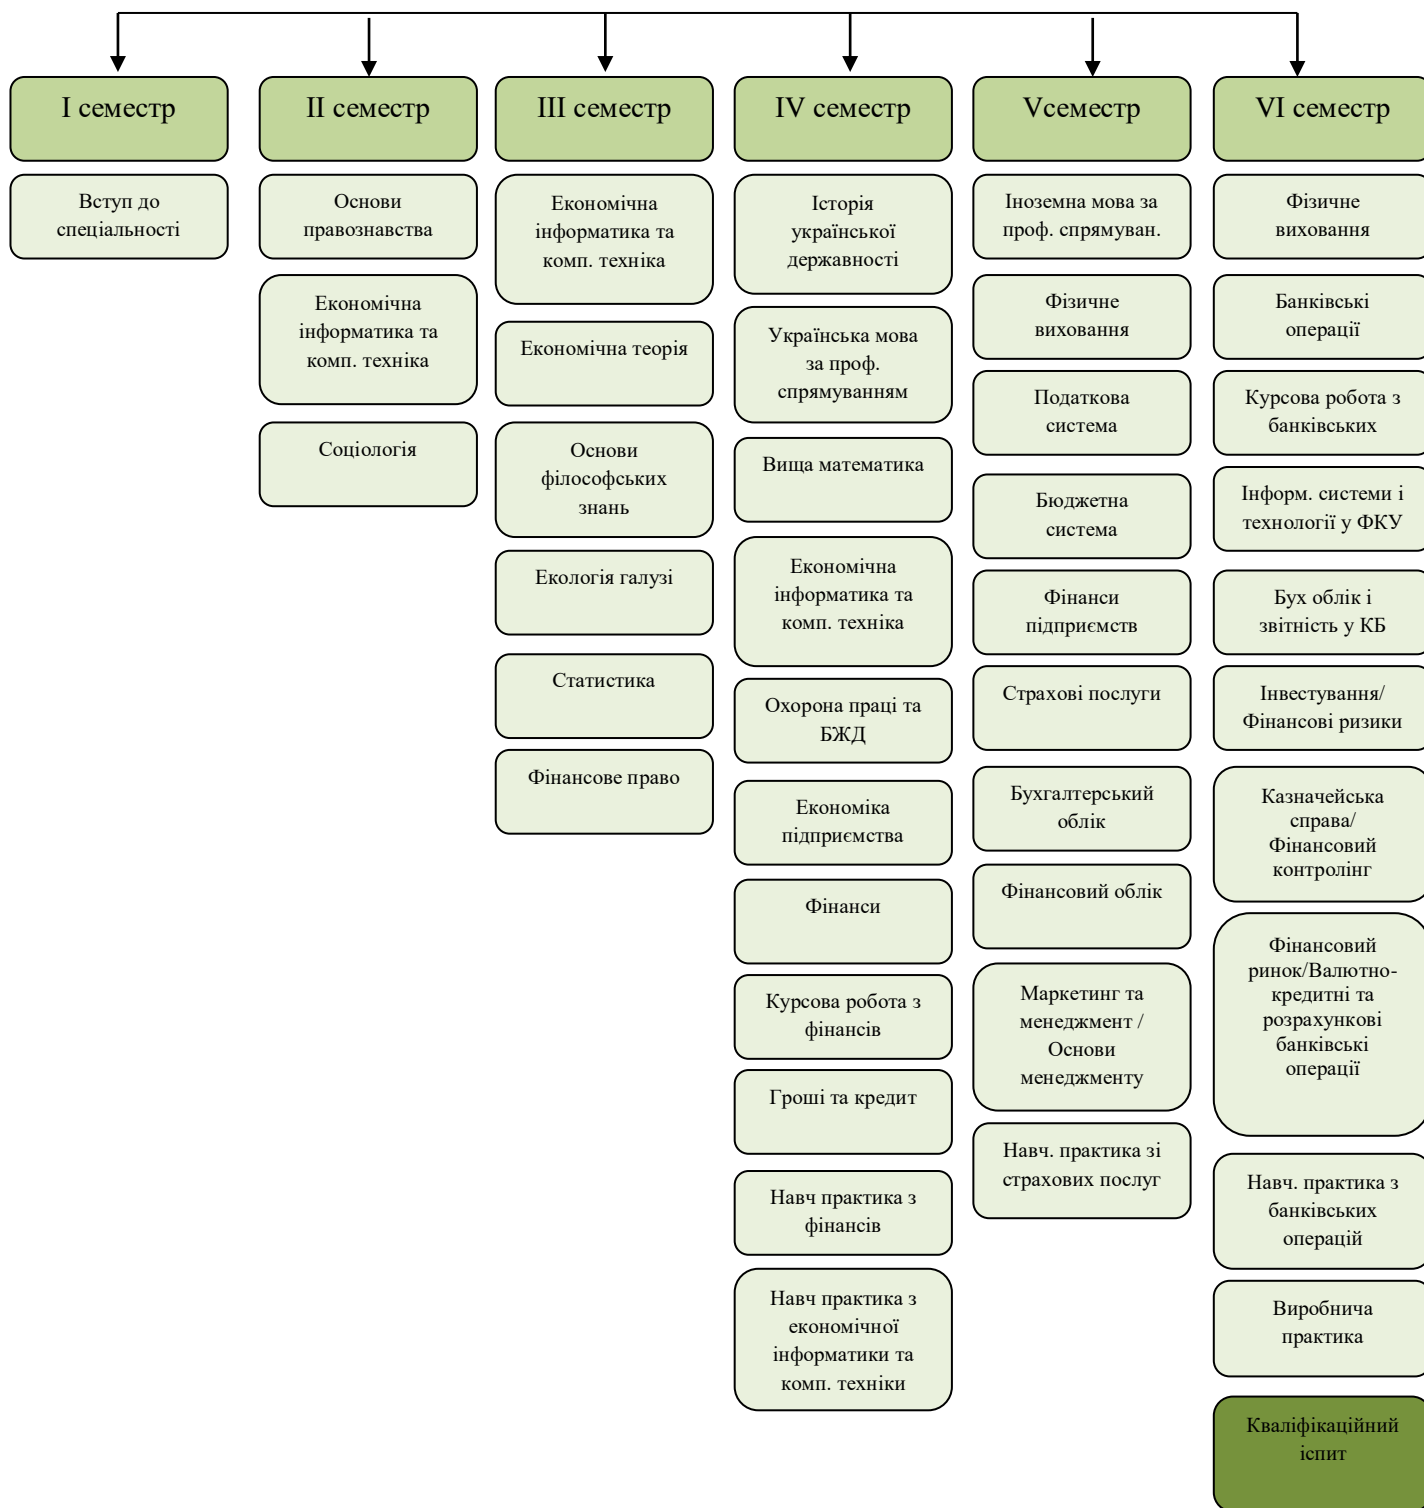 I семестр
Вступ до
спеціальності
II семестр
Основи
правознавства
Економічна
інформатика та
комп. техніка
Соціологія
III семестр
Економічна
інформатика та
комп. техніка
Економічна теорія
Основи
філософських
знань
Екологія галузі
Статистика
Фінансове право
IV семестр
Історія
української
державності
Українська мова
за проф.
спрямуванням
Вища математика
Економічна
інформатика та
комп. техніка
Охорона праці та
БЖД
Економіка
підприємства
Фінанси
Курсова робота з
фінансів
Гроші та кредит
Навч практика з
фінансів
Навч практика з
економічної
інформатики та
комп. техніки
Vсеместр
Іноземна мова за
проф. спрямуван.
Фізичне
виховання
Податкова
система
Бюджетна
система
Фінанси
підприємств
Страхові послуги
Бухгалтерський
облік
Фінансовий облік
Маркетинг та
менеджмент /
Основи
менеджменту
Навч. практика зі
страхових послуг
VI семестр
Фізичне
виховання
Банківські
операції
Курсова робота з
банківських
Інформ. системи і
технології у ФКУ
Бух облік і
звітність у КБ
Інвестування/
Фінансові ризики
Казначейська
справа/
Фінансовий
контролінг
Фінансовий
ринок/Валютно-
кредитні та
розрахункові
банківські
операції
Навч. практика з
банківських
операцій
Виробнича
практика
Кваліфікаційний
іспит